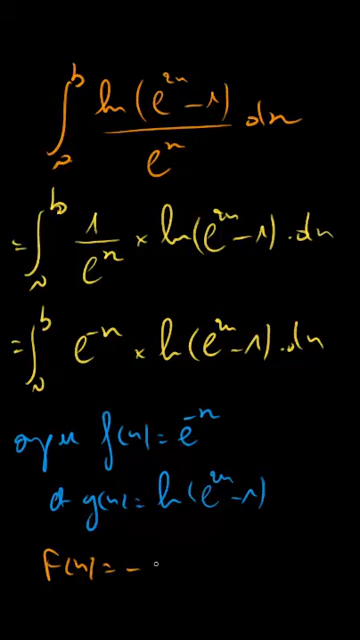 ∫_a^b ln(e^{2x} - 1) / e^x dx
= ∫_a^b 1/e^x × ln(e^{2x} - 1) . dx
= ∫_a^b e^{-x} × ln(e^{2x} - 1) . dx
f(x) = e^{-x}
et g(x) = ln(e^{2x} - 1)
F(x) = -